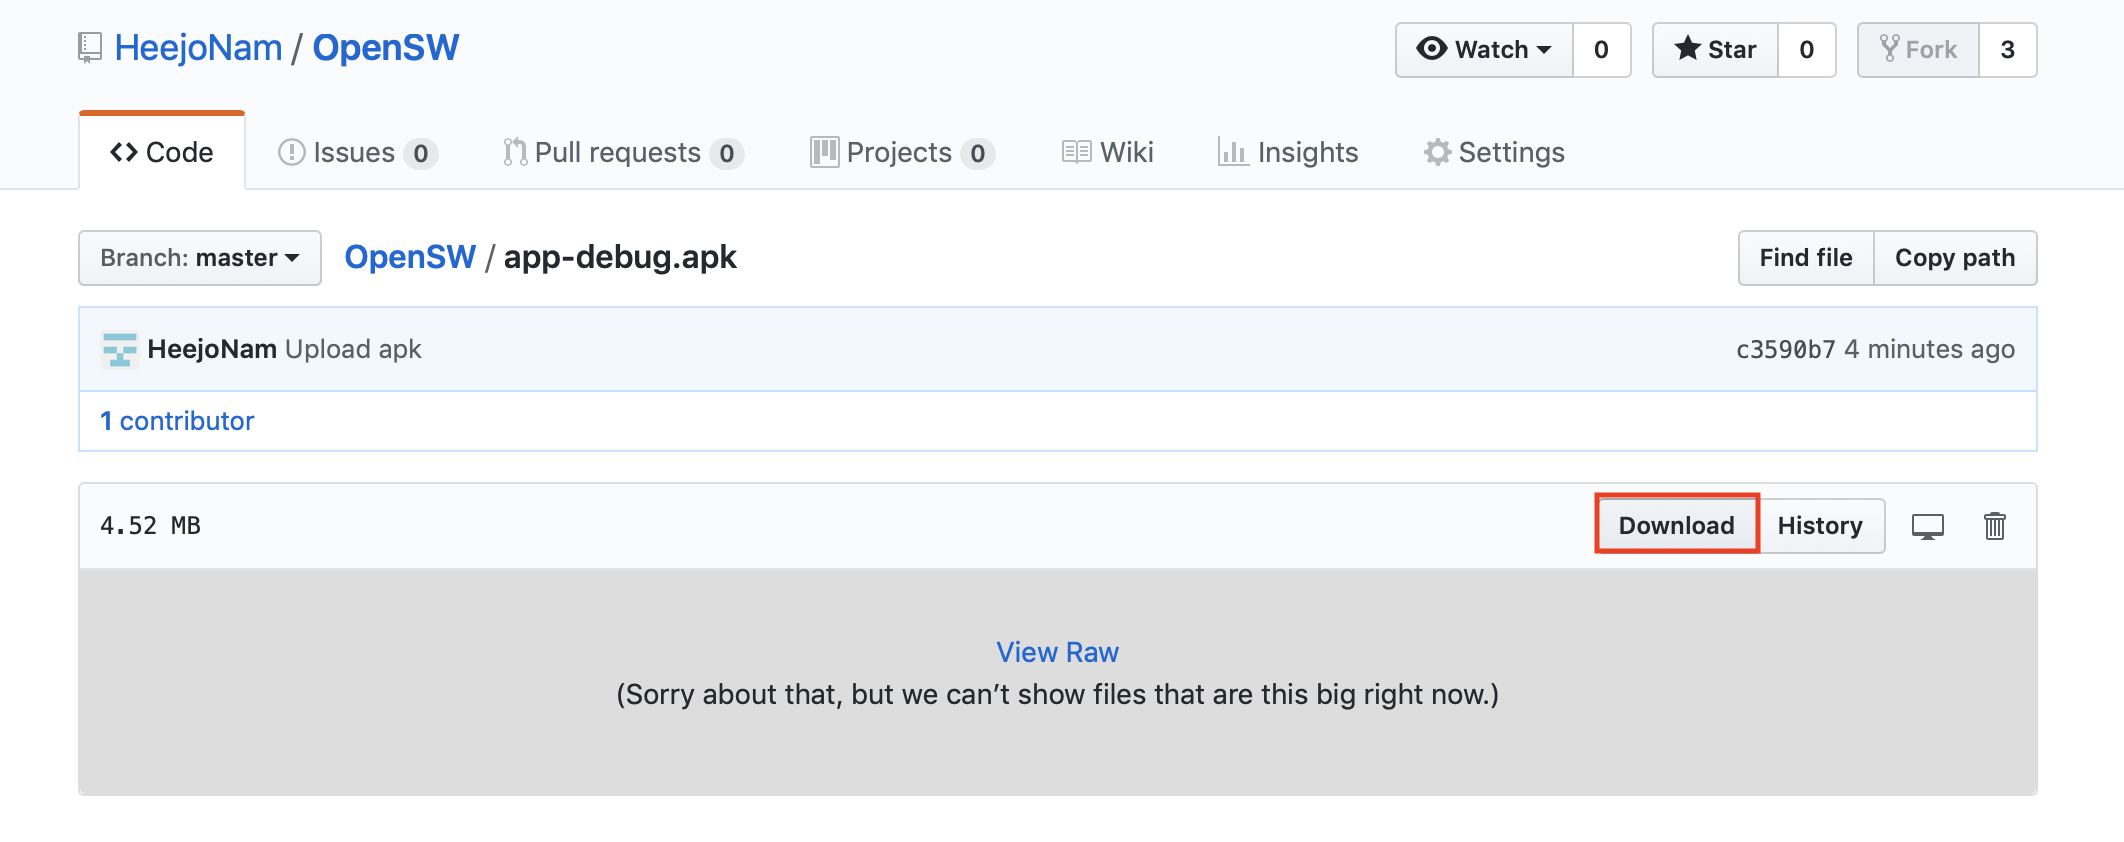 HeejoNam / OpenSW
Watch 0 Star 0 Fork 3
Code Issues 0 Pull requests 0 Projects 0 Wiki Insights Settings
Branch: master OpenSW / app-debug.apk Find file Copy path
HeejoNam Upload apk c3590b7 4 minutes ago
1 contributor
4.52 MB Download History
View Raw
(Sorry about that, but we can’t show files that are this big right now.)